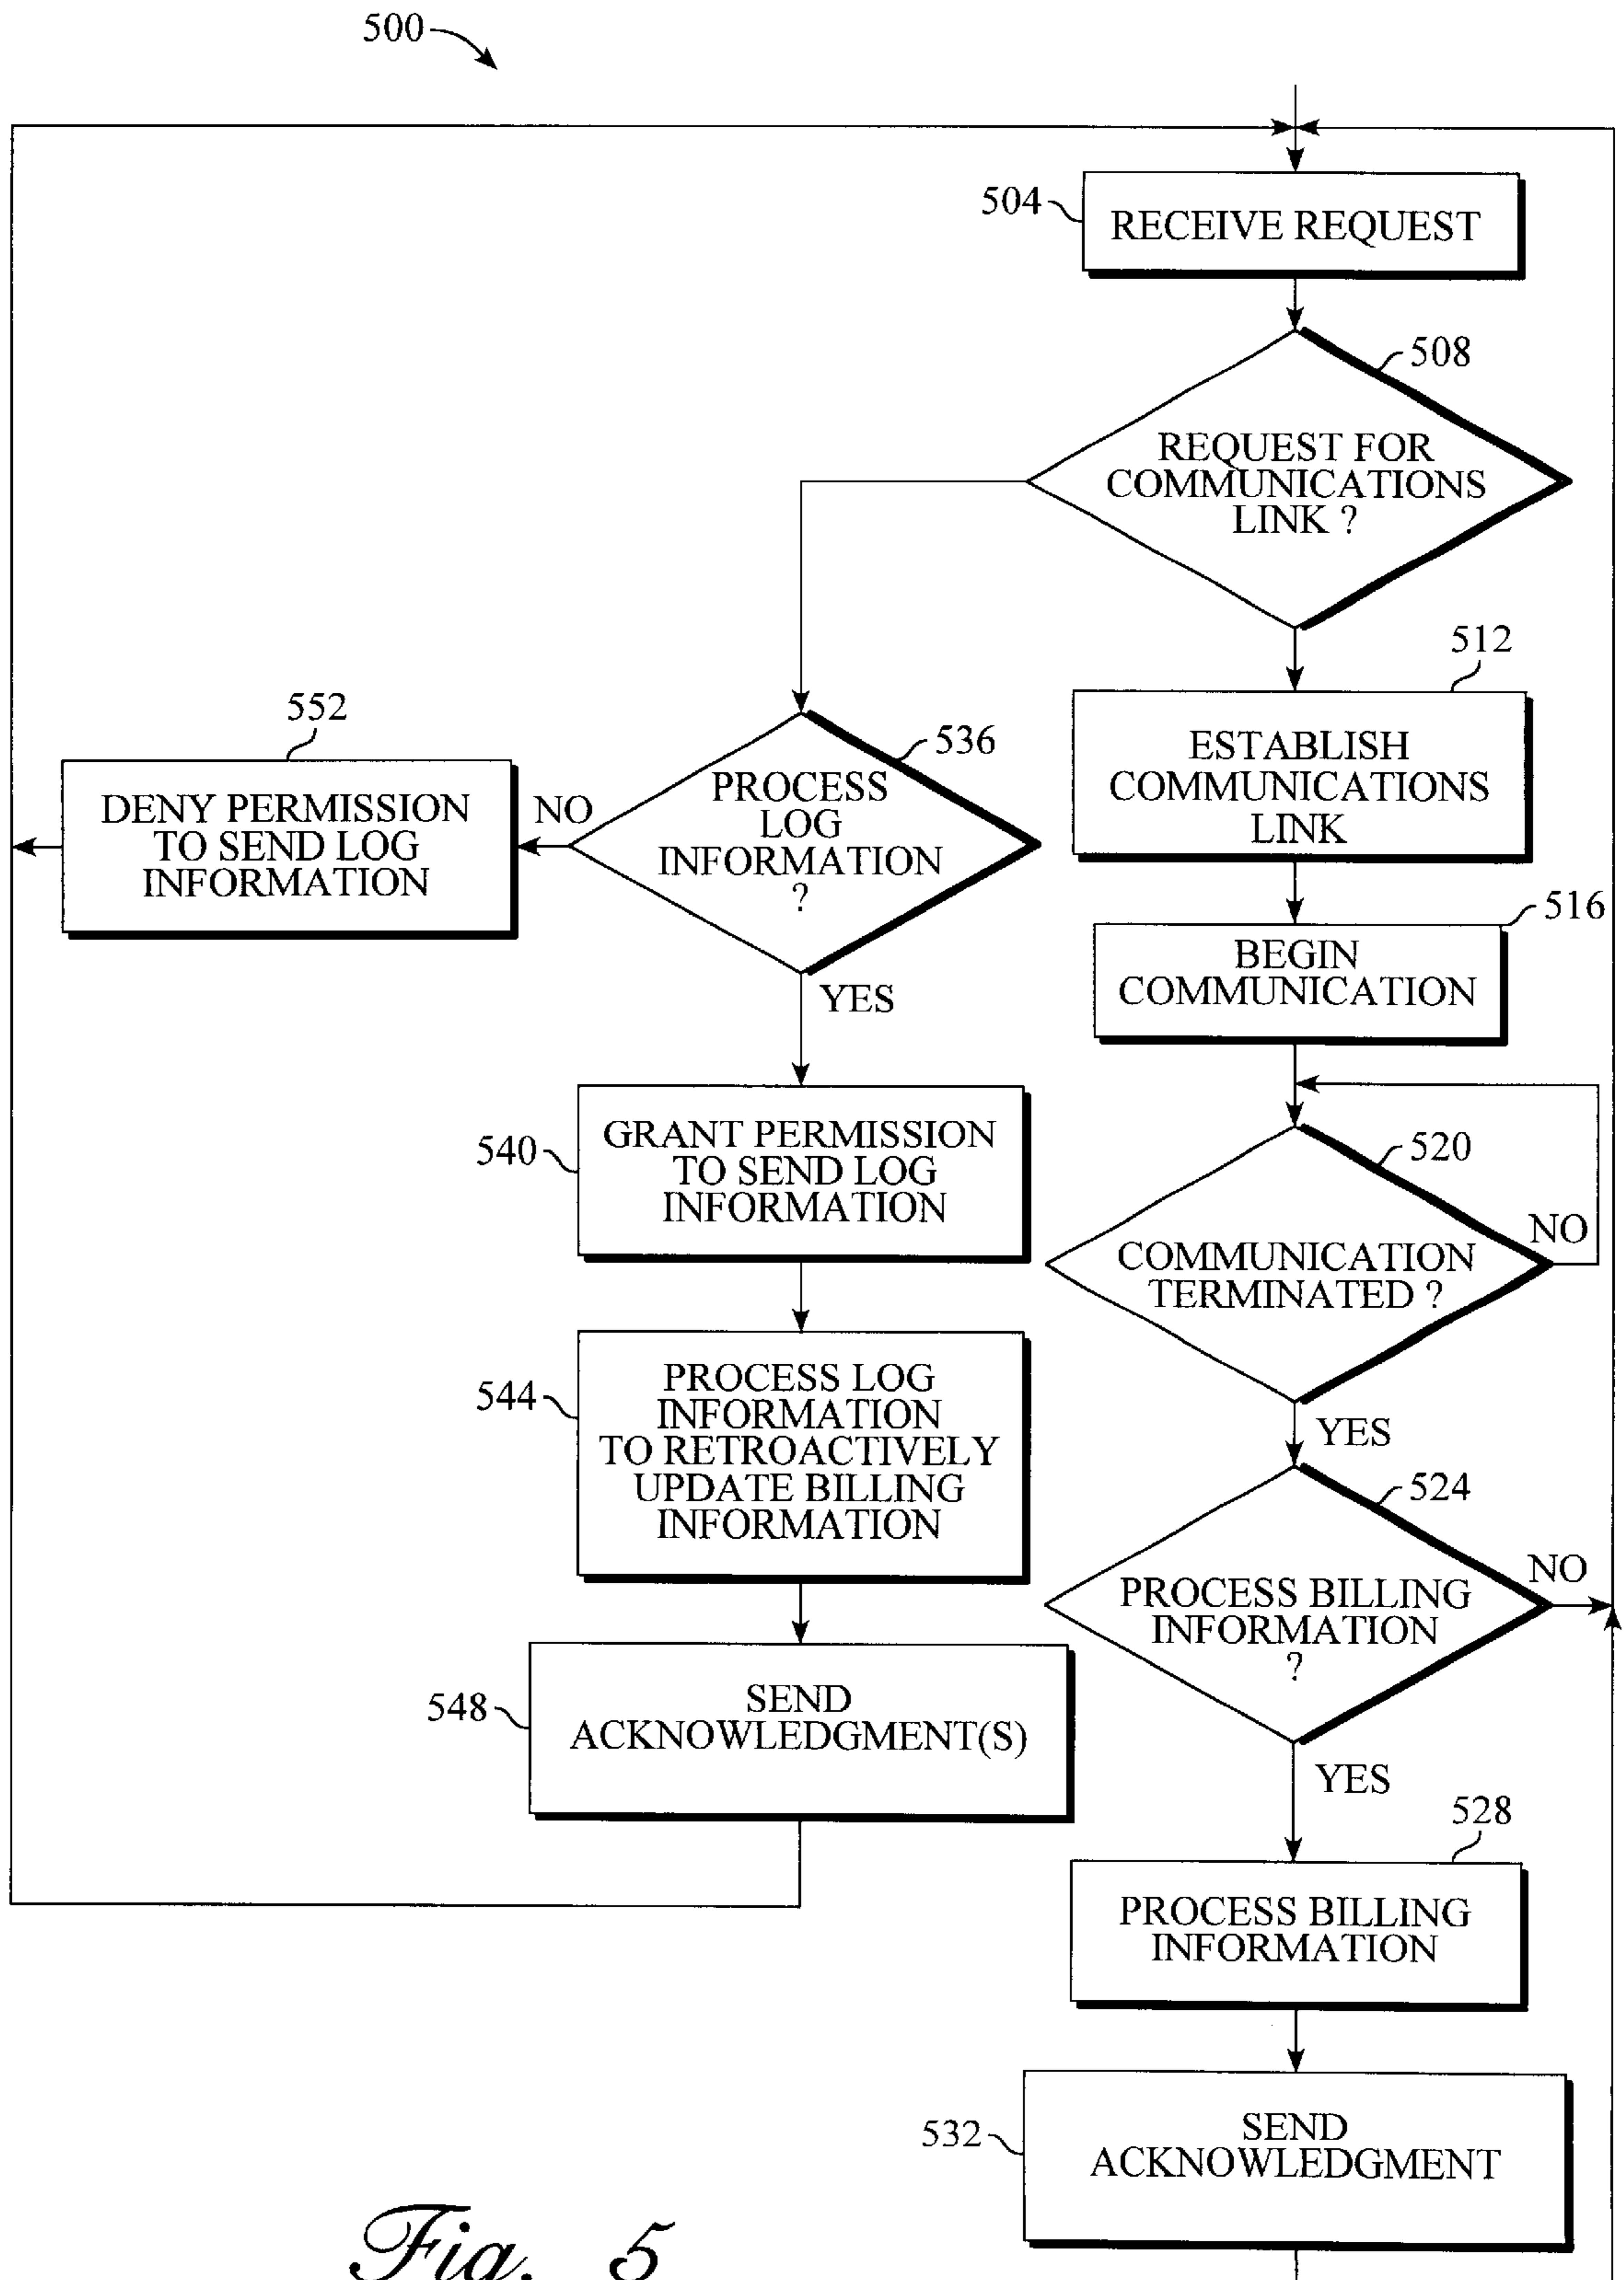 500
504
RECEIVE REQUEST
508
REQUEST FOR
COMMUNICATIONS
LINK ?
512
ESTABLISH
COMMUNICATIONS
LINK
552
DENY PERMISSION
TO SEND LOG
INFORMATION
NO
536
PROCESS
LOG
INFORMATION
?
YES
516
BEGIN
COMMUNICATION
540
GRANT PERMISSION
TO SEND LOG
INFORMATION
520
NO
COMMUNICATION
TERMINATED ?
YES
544
PROCESS LOG
INFORMATION
TO RETROACTIVELY
UPDATE BILLING
INFORMATION
524
NO
PROCESS BILLING
INFORMATION
?
YES
548
SEND
ACKNOWLEDGMENT(S)
528
PROCESS BILLING
INFORMATION
532
SEND
ACKNOWLEDGMENT
Fig. 5